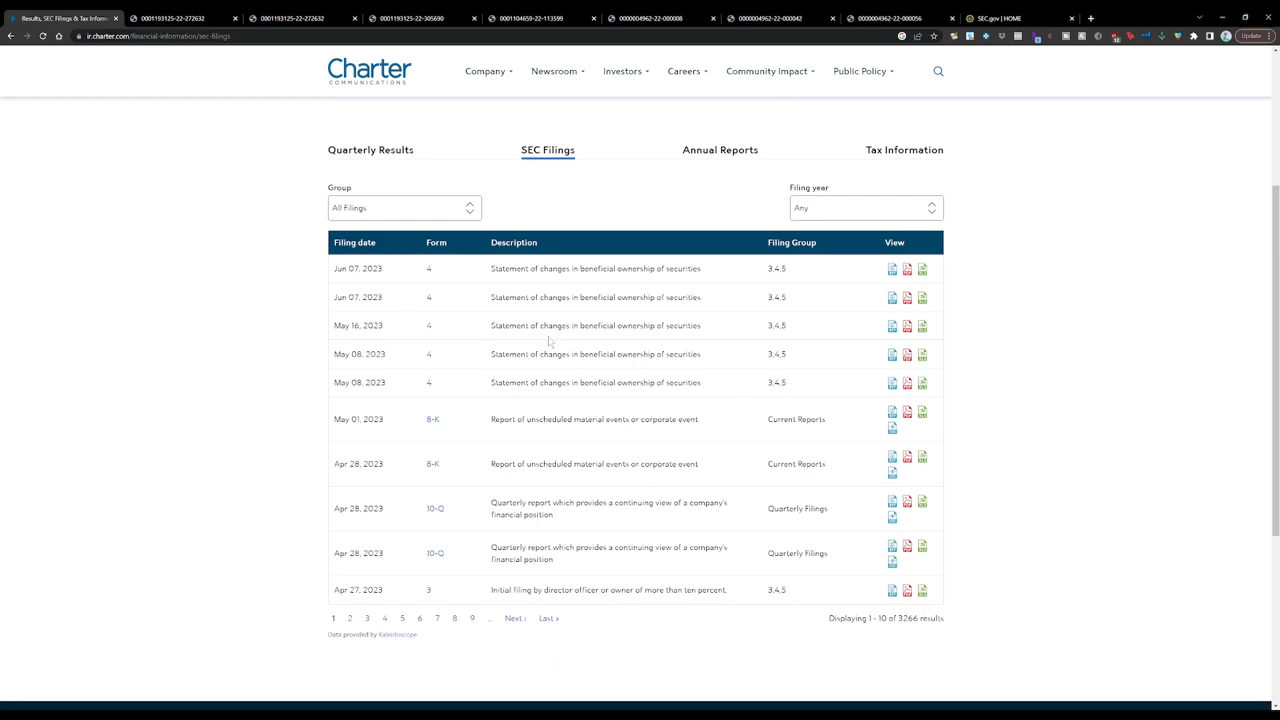 Results, SEC Filings & Tax Inform
0001193125-22-272632
0001193125-22-272632
0001193125-22-305690
0001104659-22-113599
0000004962-22-000008
0000004962-22-000042
0000004962-22-000056
SEC.gov | HOME
ir.charter.com/financial-information/sec-filings
Update
Charter
COMMUNICATIONS
Company
Newsroom
Investors
Careers
Community Impact
Public Policy
Quarterly Results
SEC Filings
Annual Reports
Tax Information
Group
Filing year
All Filings
Any
Filing date Form Description Filing Group View
Jun 07, 2023 4 Statement of changes in beneficial ownership of securities 3,4,5
Jun 07, 2023 4 Statement of changes in beneficial ownership of securities 3,4,5
May 16, 2023 4 Statement of changes in beneficial ownership of securities 3,4,5
May 08, 2023 4 Statement of changes in beneficial ownership of securities 3,4,5
May 08, 2023 4 Statement of changes in beneficial ownership of securities 3,4,5
May 01, 2023 8-K Report of unscheduled material events or corporate event Current Reports
Apr 28, 2023 8-K Report of unscheduled material events or corporate event Current Reports
Apr 28, 2023 10-Q Quarterly report which provides a continuing view of a company's Quarterly Filings
financial position
Apr 28, 2023 10-Q Quarterly report which provides a continuing view of a company's Quarterly Filings
financial position
Apr 27, 2023 3 Initial filing by director officer or owner of more than ten percent. 3,4,5
1 2 3 4 5 6 7 8 9 ... Next › Last » Displaying 1 - 10 of 3266 results
Data provided by Kaleidoscope